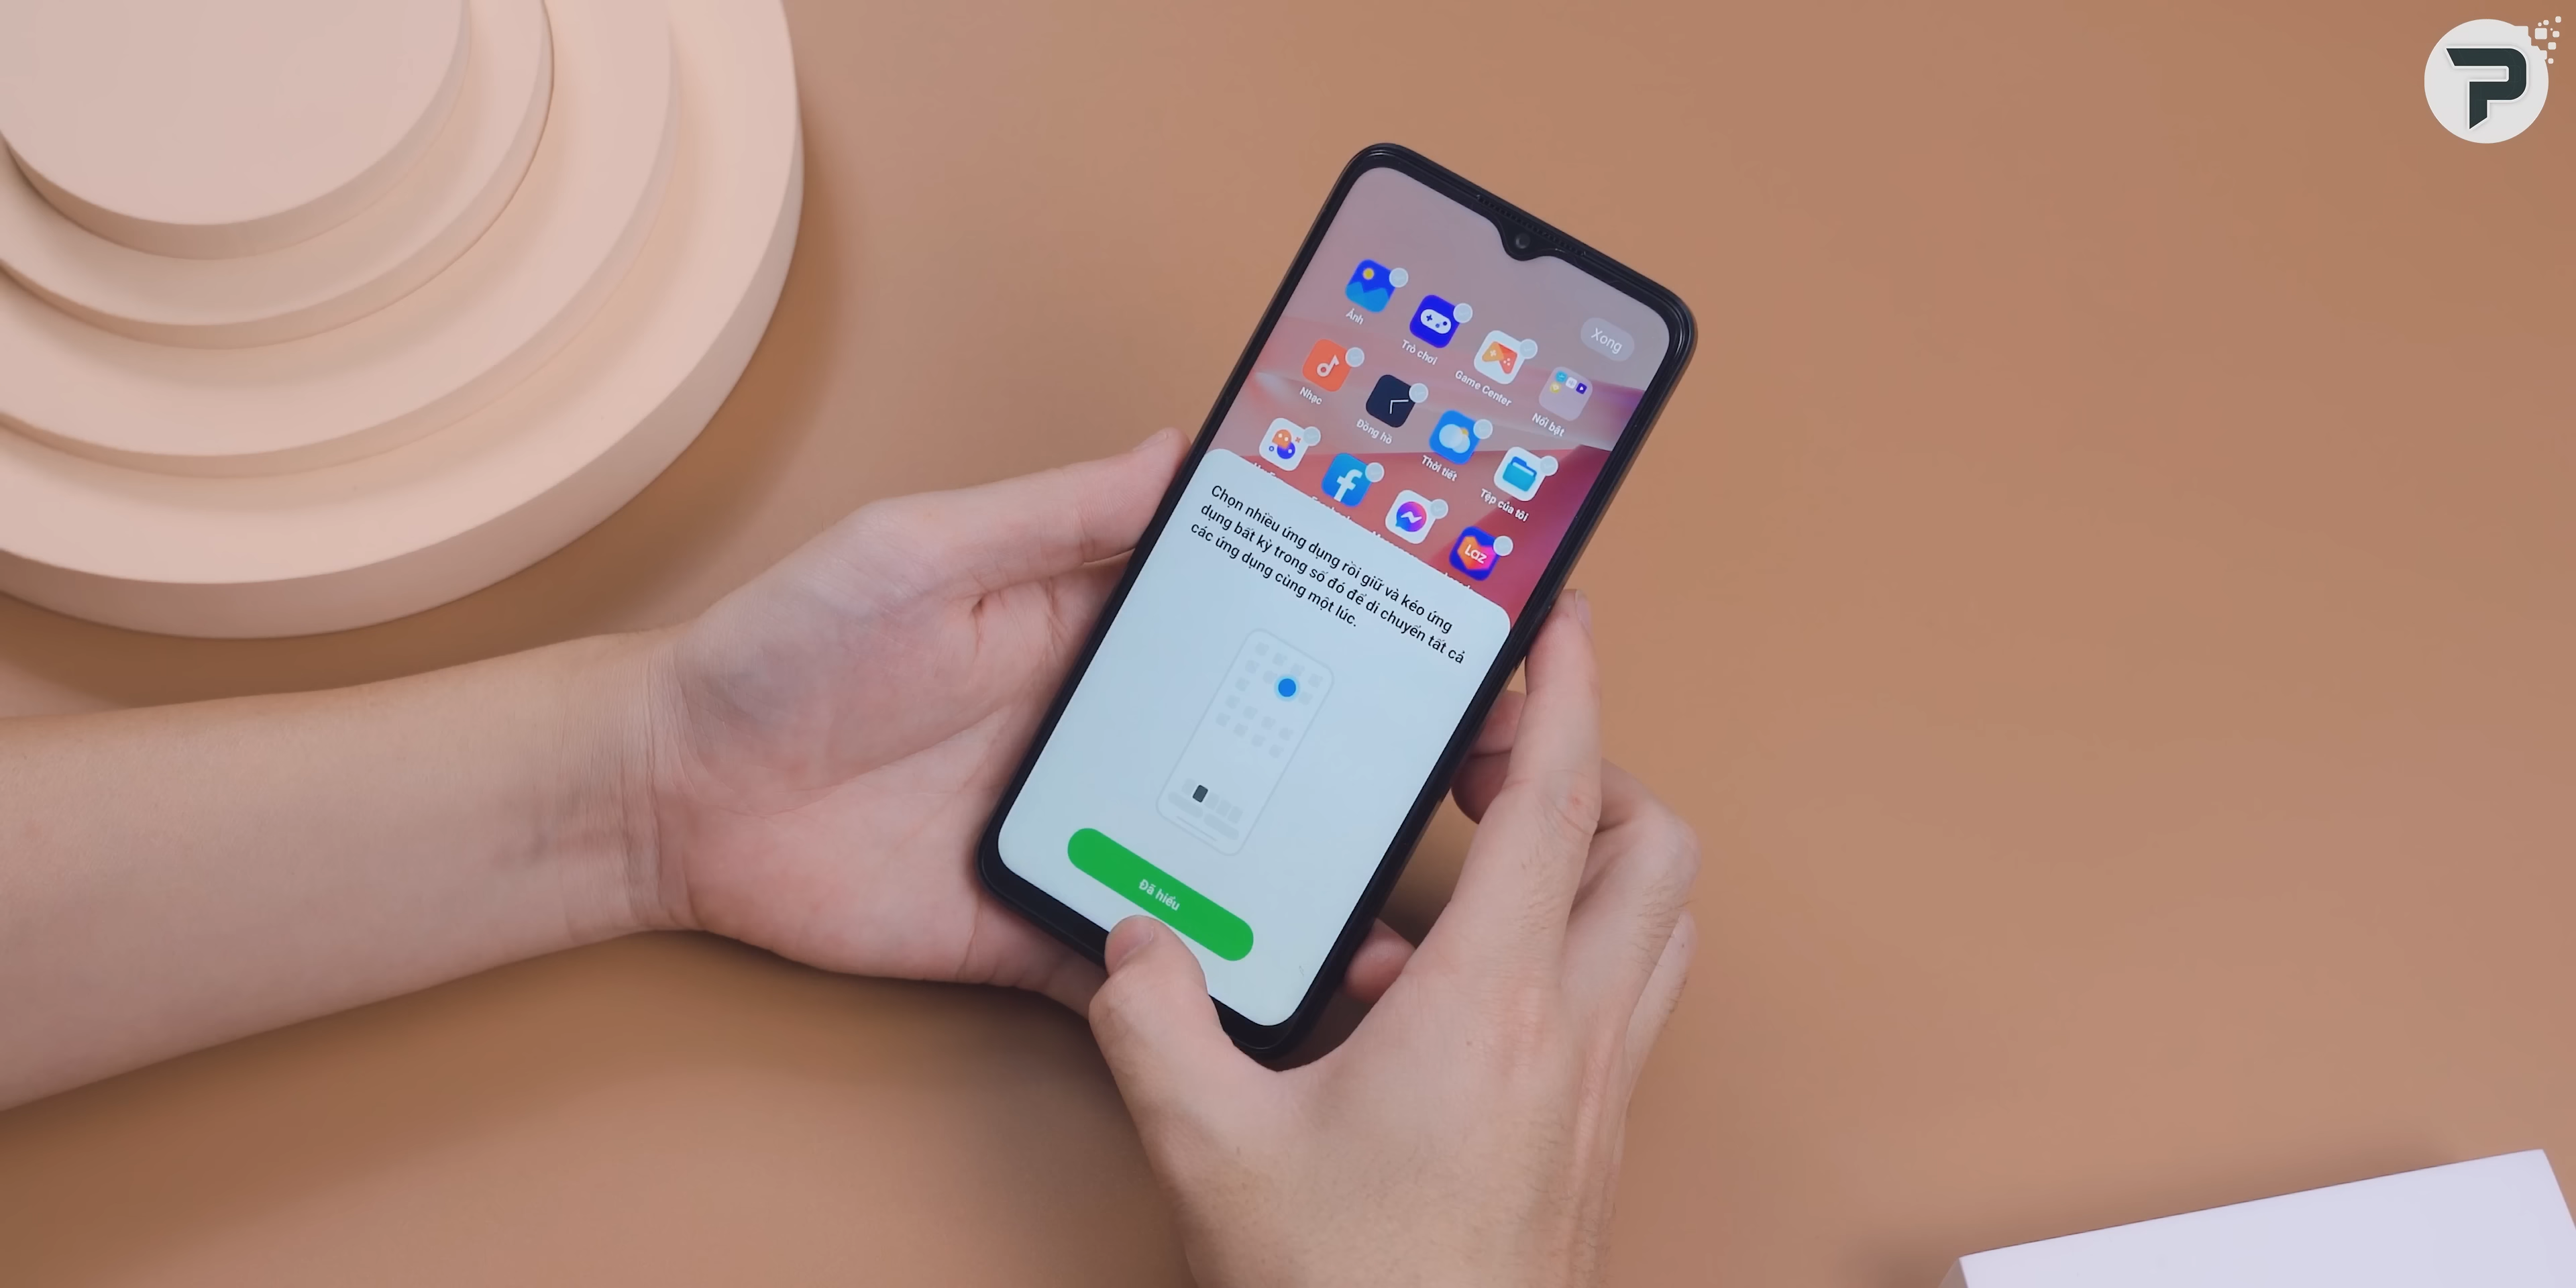 Xong
Ảnh
Trò chơi
Game Center
Nổi bật
Nhạc
Đồng hồ
Thời tiết
Tệp của tôi
Laz
Chọn nhiều ứng dụng rồi giữ và kéo ứng
dụng bất kỳ trong số đó để di chuyển tất cả
các ứng dụng cùng một lúc.
Đã hiểu